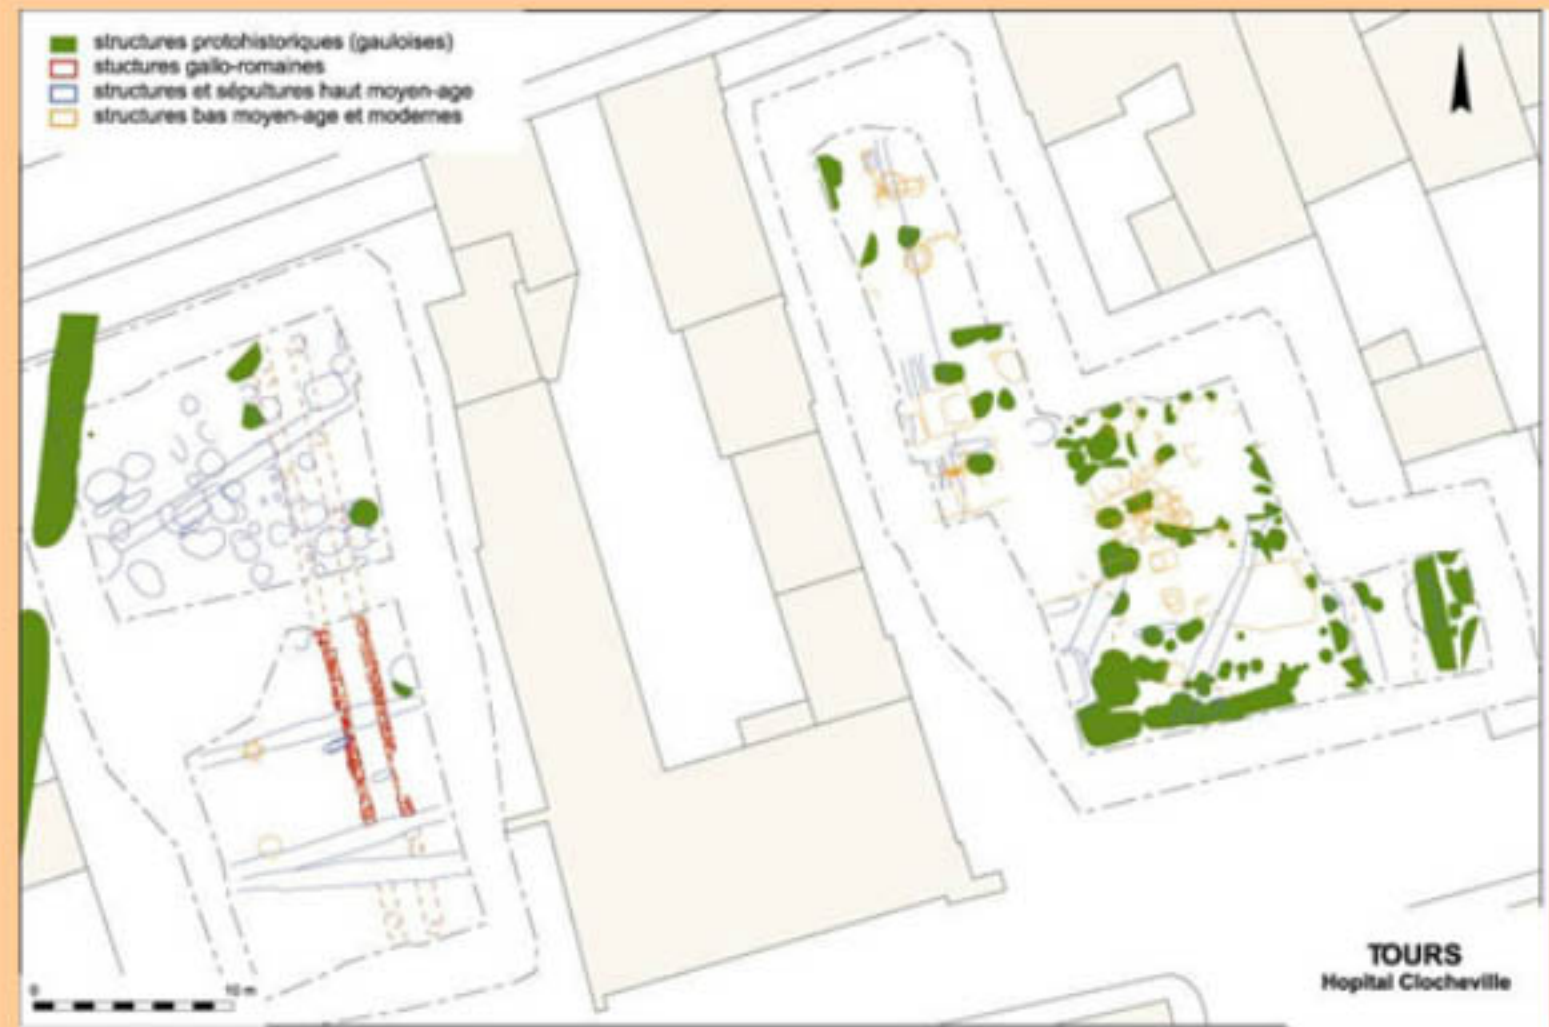 structures protohistoriques (gauloises)
stuctures gallo-romaines
structures et sépultures haut moyen-age
structures bas moyen-age et modernes
0 10 m
TOURS
Hopital Clocheville